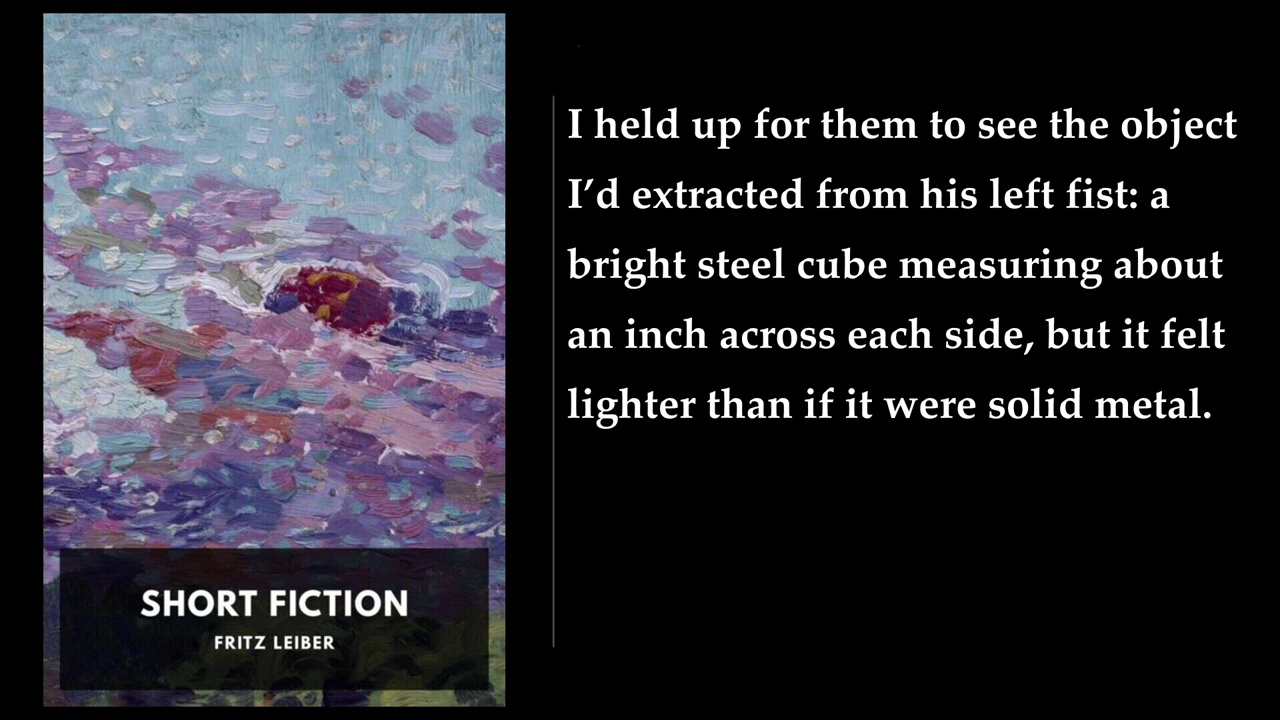 SHORT FICTION
FRITZ LEIBER
I held up for them to see the object
I’d extracted from his left fist: a
bright steel cube measuring about
an inch across each side, but it felt
lighter than if it were solid metal.